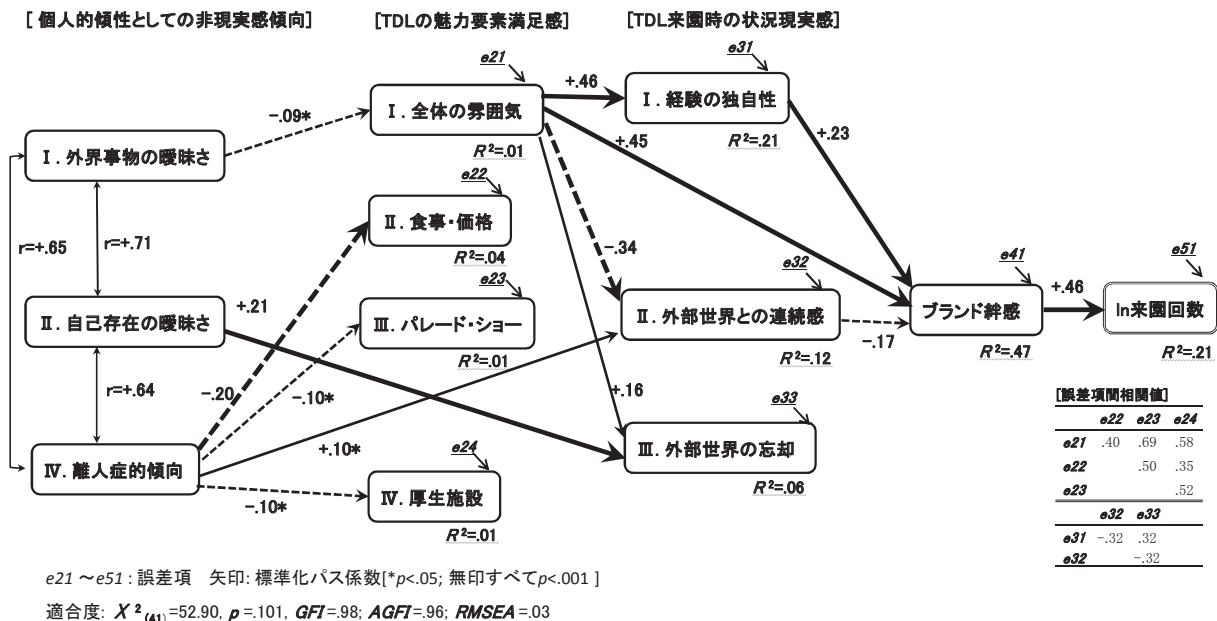 [ 個人的傾性としての非現実感傾向]
[TDLの魅力要素満足感]
[TDL来園時の状況現実感]
e21
e31
+.46
Ⅰ. 全体の雰囲気
Ⅰ. 経験の独自性
-.09*
Ⅰ. 外界事物の曖昧さ
R²=.01
+.45
R²=.21
+.23
e22
Ⅱ. 食事・価格
r=+.65
r=+.71
-.34
R²=.04
e32
e41
e51
e23
+.46
Ⅱ. 自己存在の曖昧さ
+.21
Ⅲ. パレード・ショー
Ⅱ. 外部世界との連続感
ブランド絆感
ln来園回数
-.17
R²=.01
R²=.12
R²=.47
R²=.21
r=+.64
-.20
-.10*
+.16
e33
[誤差項間相関値]
e22 e23 e24
e21 .40 .69 .58
e22 .50 .35
e23 .52
e32 e33
e31 -.32 .32
e32 -.32
+.10*
e24
Ⅳ. 離人症的傾向
Ⅲ. 外部世界の忘却
R²=.06
-.10*
Ⅳ. 厚生施設
R²=.01
e21 ~e51 : 誤差項 矢印: 標準化パス係数[*p<.05; 無印すべてp<.001 ]
適合度: X ²₍₄₁₎=52.90, p =.101, GFI=.98; AGFI=.96; RMSEA=.03